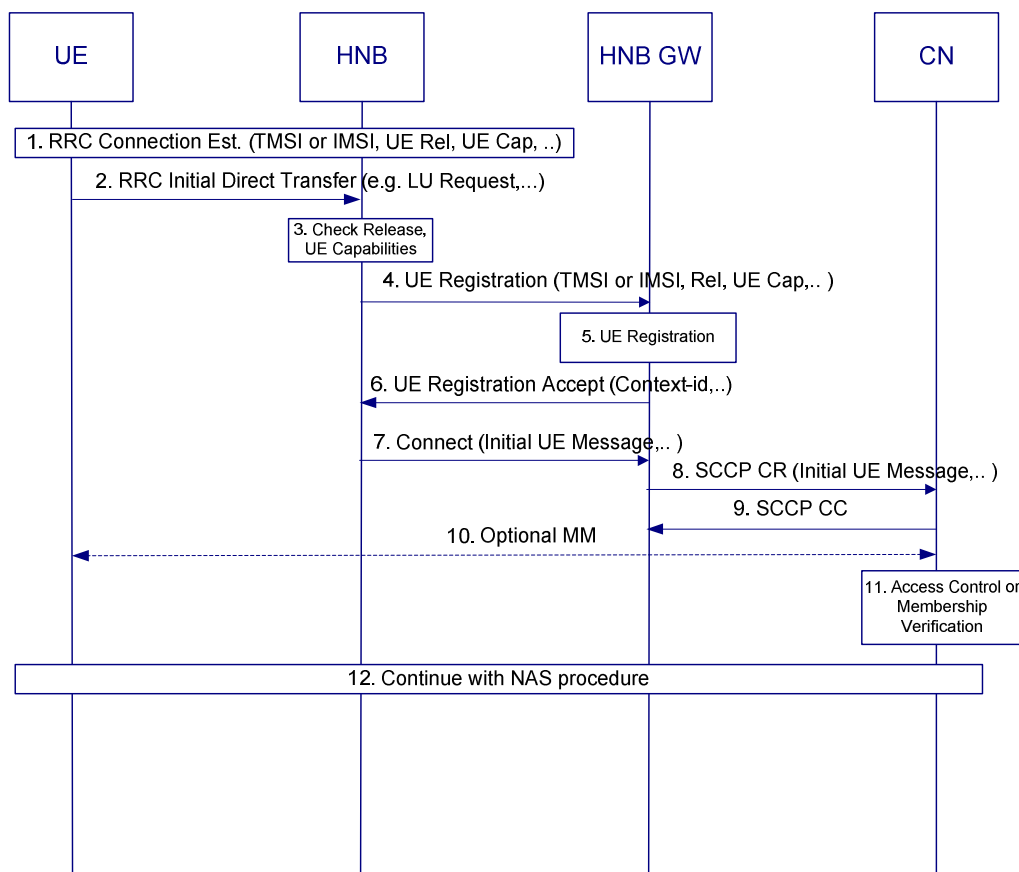 UE
HNB
HNB GW
CN
1. RRC Connection Est. (TMSI or IMSI, UE Rel, UE Cap, ..)
2. RRC Initial Direct Transfer (e.g. LU Request,...)
3. Check Release,
UE Capabilities
4. UE Registration (TMSI or IMSI, Rel, UE Cap,.. )
5. UE Registration
6. UE Registration Accept (Context-id,..)
7. Connect (Initial UE Message,.. )
8. SCCP CR (Initial UE Message,.. )
9. SCCP CC
10. Optional MM
11. Access Control or
Membership
Verification
12. Continue with NAS procedure